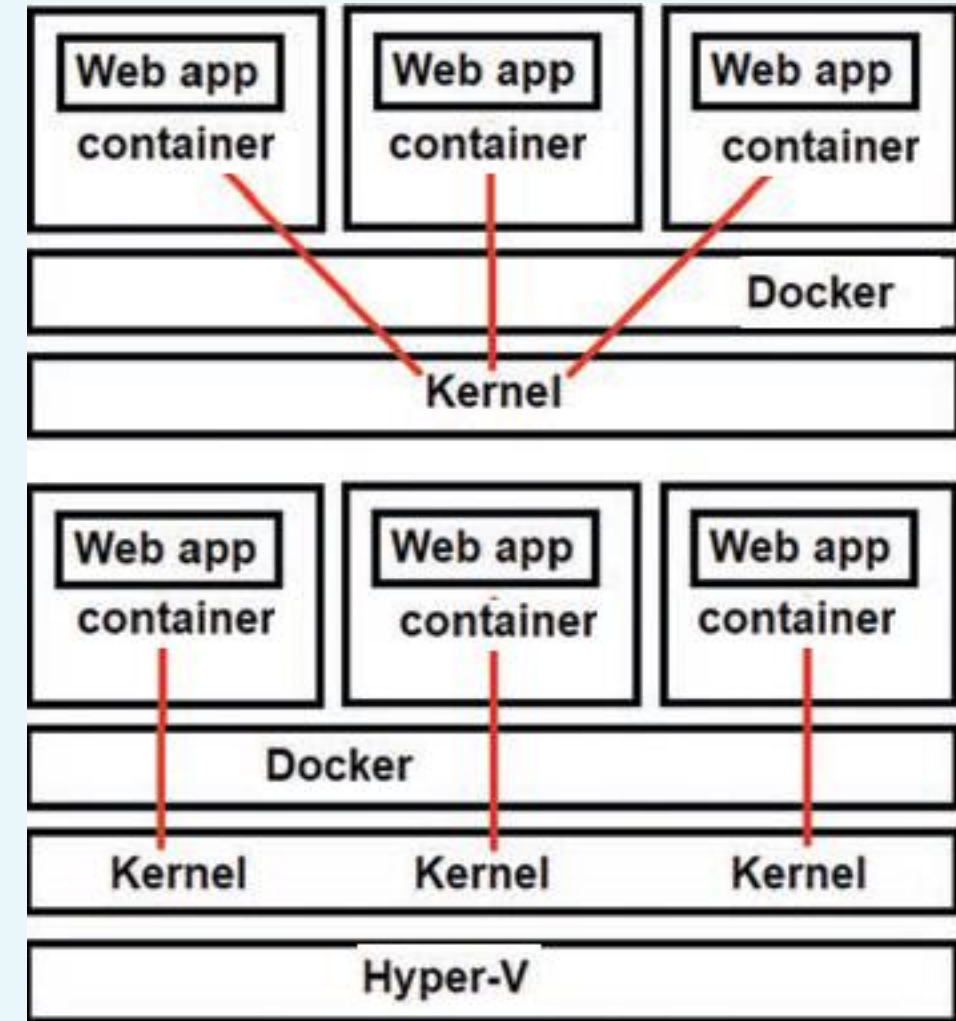 Web app Web app Web app
container container container
Docker
Kernel
Web app Web app Web app
container container container
Docker
Kernel Kernel Kernel
Hyper-V